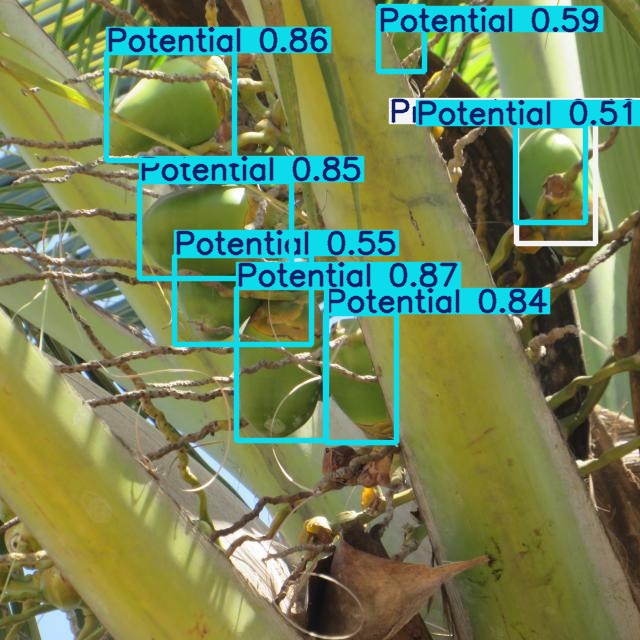 Potential 0.59
Potential 0.86
Potential 0.51
Potential 0.85
Potential 0.55
Potential 0.87
Potential 0.84